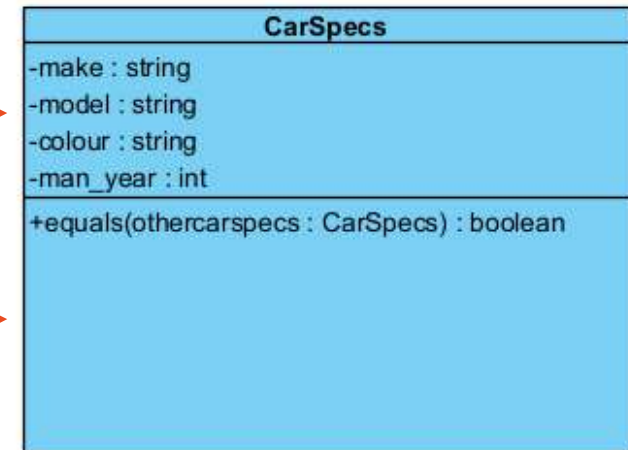 CarSpecs
-make : string
-model : string
-colour : string
-man_year : int
+equals(othercarspecs : CarSpecs) : boolean